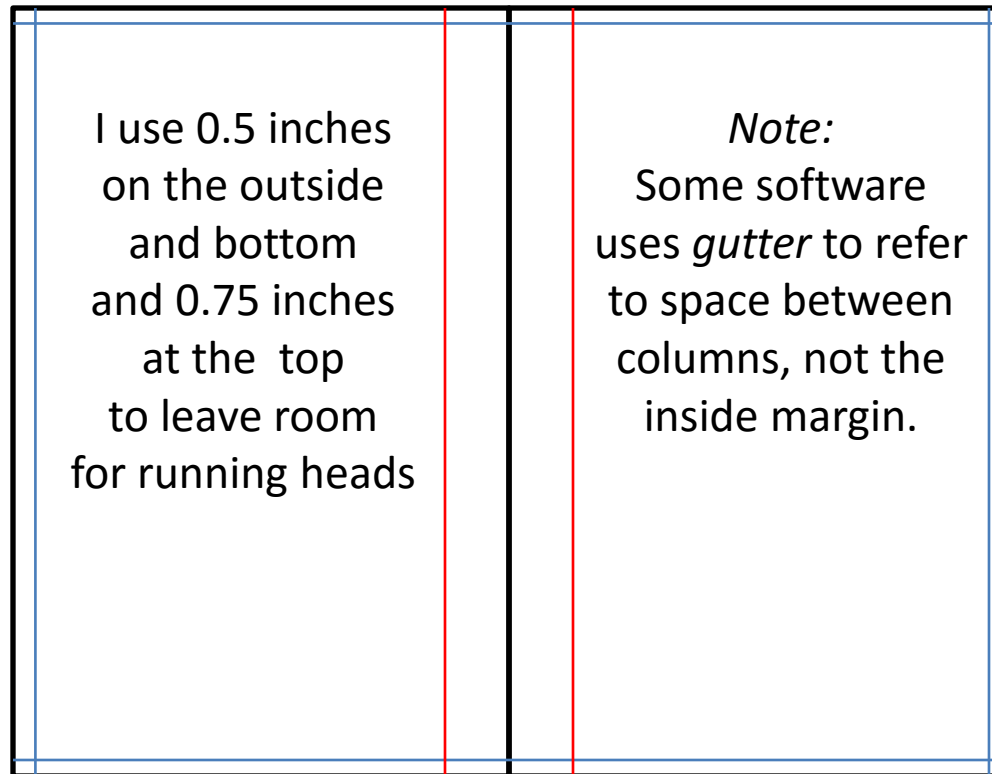 I use 0.5 inches
on the outside
and bottom
and 0.75 inches
at the  top
to leave room
for running heads
Note:
Some software
uses gutter to refer
to space between
columns, not the
inside margin.